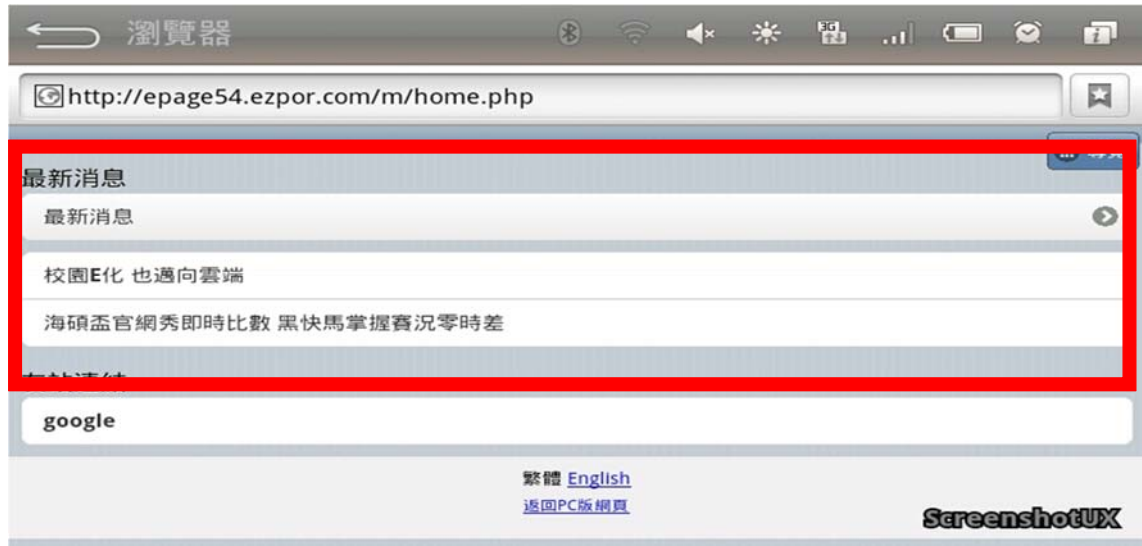 瀏覽器
3G
http://epage54.ezpor.com/m/home.php
最新消息
最新消息
校園E化 也邁向雲端
海碩盃官網秀即時比數 黑快馬掌握賽況零時差
google
繁體 English
返回PC版網頁
ScreenshotUX